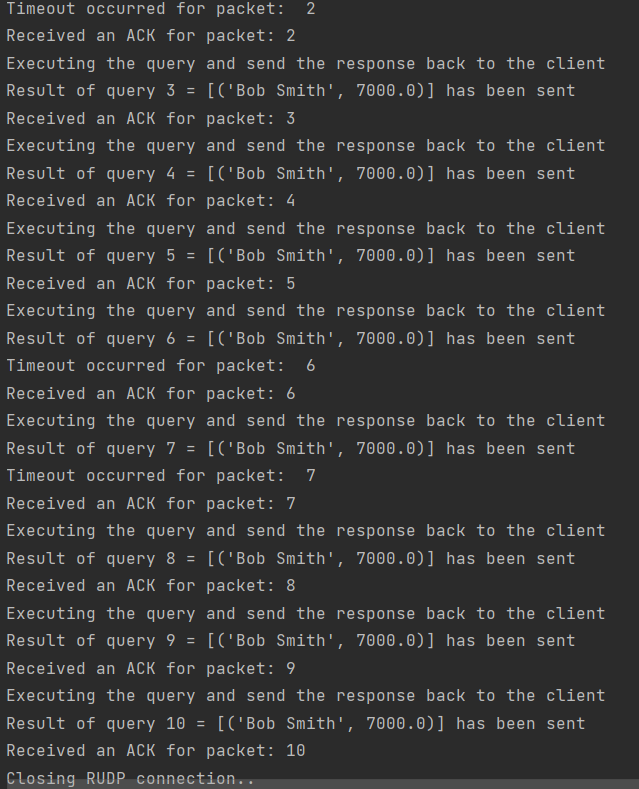 Timeout occurred for packet:  2
Received an ACK for packet: 2
Executing the query and send the response back to the client
Result of query 3 = [('Bob Smith', 7000.0)] has been sent
Received an ACK for packet: 3
Executing the query and send the response back to the client
Result of query 4 = [('Bob Smith', 7000.0)] has been sent
Received an ACK for packet: 4
Executing the query and send the response back to the client
Result of query 5 = [('Bob Smith', 7000.0)] has been sent
Received an ACK for packet: 5
Executing the query and send the response back to the client
Result of query 6 = [('Bob Smith', 7000.0)] has been sent
Timeout occurred for packet:  6
Received an ACK for packet: 6
Executing the query and send the response back to the client
Result of query 7 = [('Bob Smith', 7000.0)] has been sent
Timeout occurred for packet:  7
Received an ACK for packet: 7
Executing the query and send the response back to the client
Result of query 8 = [('Bob Smith', 7000.0)] has been sent
Received an ACK for packet: 8
Executing the query and send the response back to the client
Result of query 9 = [('Bob Smith', 7000.0)] has been sent
Received an ACK for packet: 9
Executing the query and send the response back to the client
Result of query 10 = [('Bob Smith', 7000.0)] has been sent
Received an ACK for packet: 10
Closing RUDP connection..